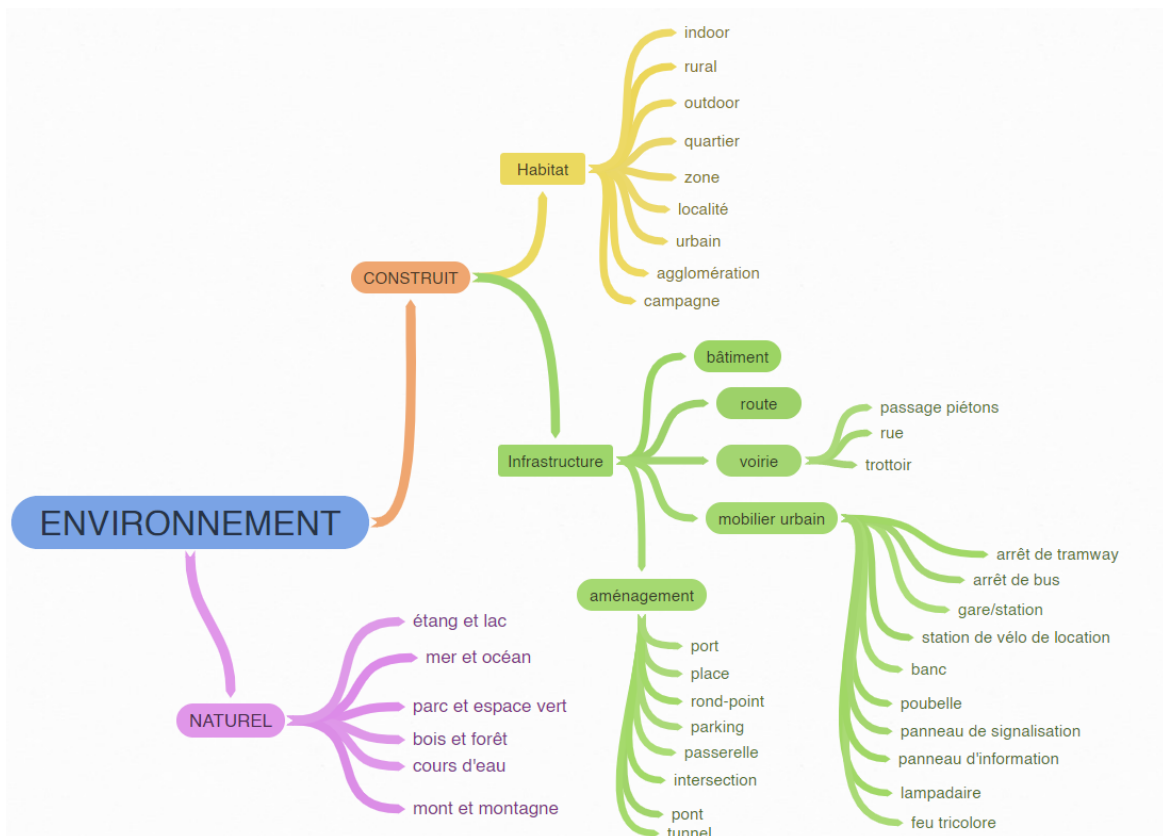 indoor
rural
outdoor
quartier
Habitat
zone
localité
urbain
CONSTRUIT
agglomération
campagne
bâtiment
route
passage piétons
rue
Infrastructure
voirie
trottoir
ENVIRONNEMENT
mobilier urbain
arrêt de tramway
arrêt de bus
aménagement
gare/station
étang et lac
station de vélo de location
port
mer et océan
banc
place
parc et espace vert
rond-point
poubelle
NATUREL
parking
panneau de signalisation
bois et forêt
passerelle
panneau d'information
cours d'eau
intersection
lampadaire
mont et montagne
pont
feu tricolore
tunnel